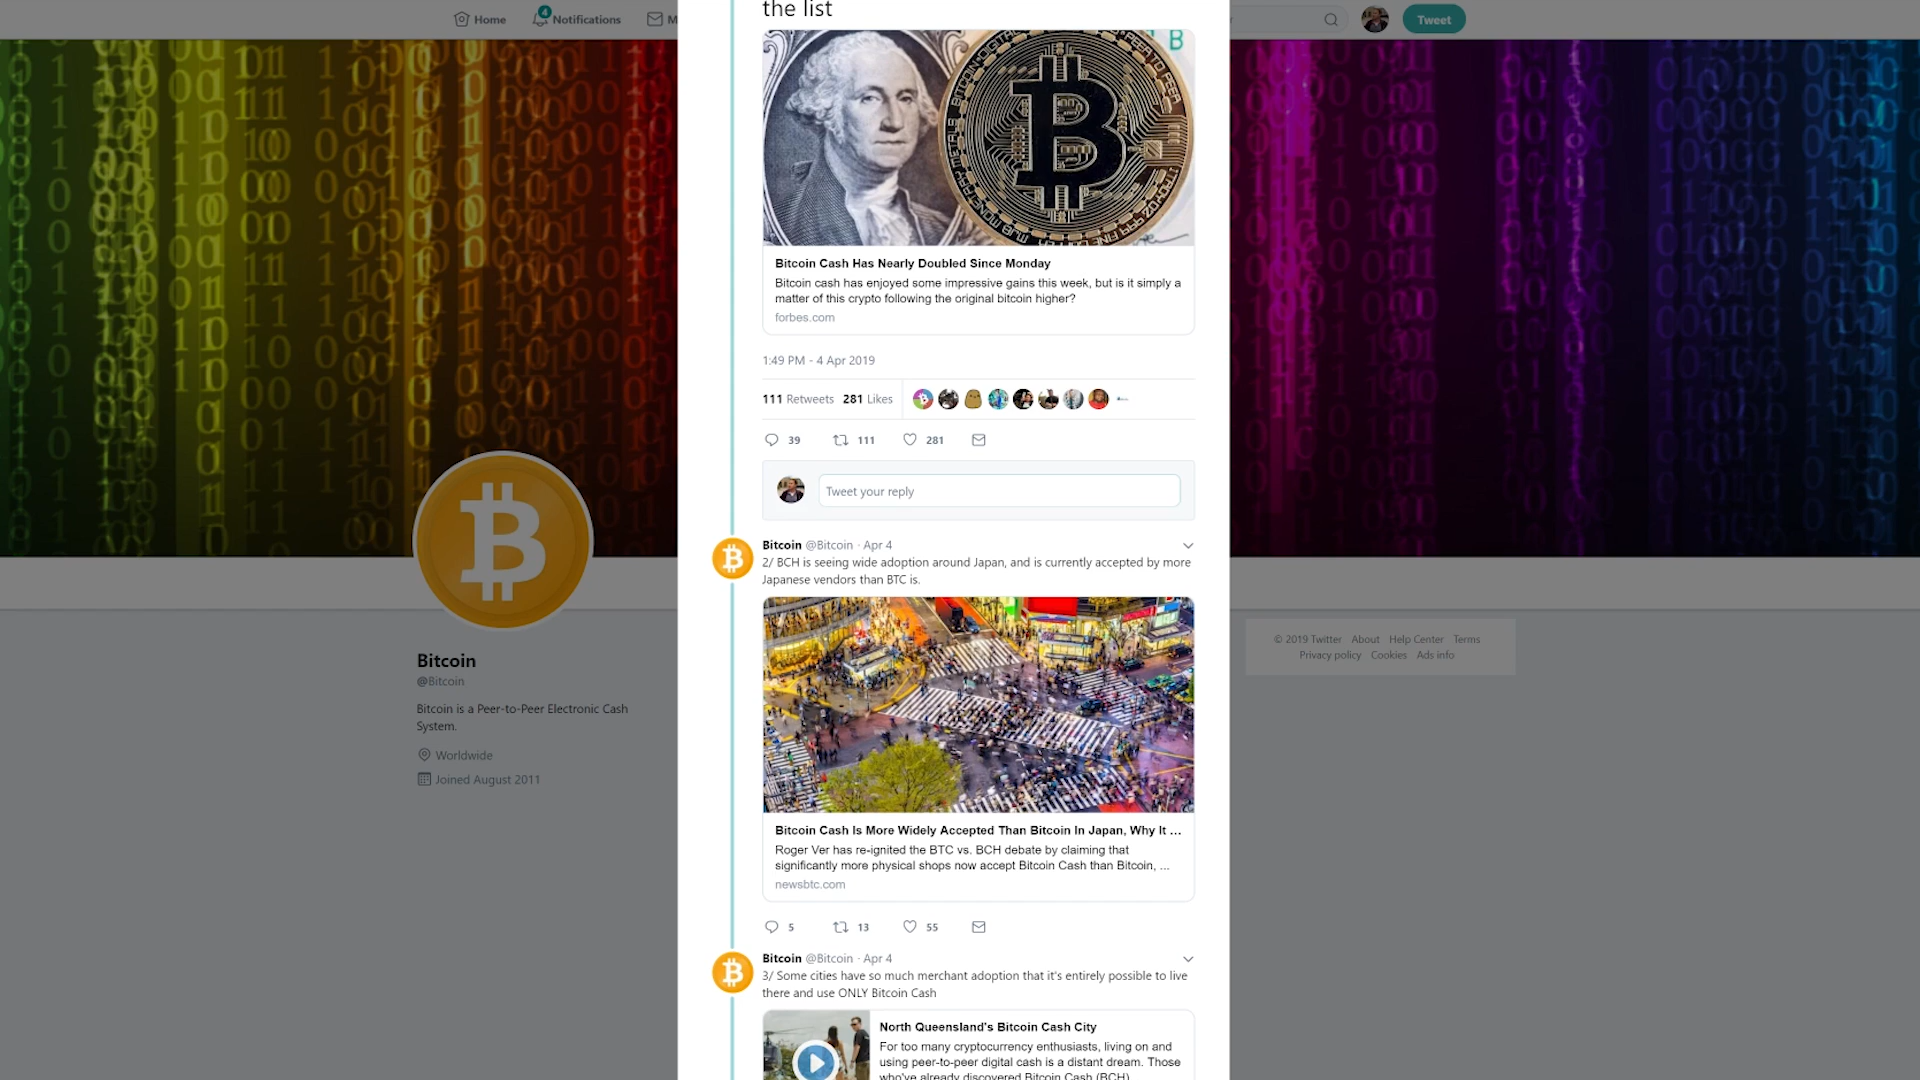 Home
4
Notifications
M
Tweet
the list
B
Bitcoin Cash Has Nearly Doubled Since Monday
Bitcoin cash has enjoyed some impressive gains this week, but is it simply a
matter of this crypto following the original bitcoin higher?
forbes.com
1:49 PM - 4 Apr 2019
111 Retweets 281 Likes
39 111 281
Tweet your reply
Bitcoin @Bitcoin · Apr 4
2/ BCH is seeing wide adoption around Japan, and is currently accepted by more
Japanese vendors than BTC is.
Bitcoin Cash Is More Widely Accepted Than Bitcoin In Japan, Why It ...
Roger Ver has re-ignited the BTC vs. BCH debate by claiming that
significantly more physical shops now accept Bitcoin Cash than Bitcoin, ...
newsbtc.com
5 13 55
Bitcoin @Bitcoin · Apr 4
3/ Some cities have so much merchant adoption that it's entirely possible to live
there and use ONLY Bitcoin Cash
North Queensland's Bitcoin Cash City
For too many cryptocurrency enthusiasts, living on and
using peer-to-peer digital cash is a distant dream. Those
who've already discovered Bitcoin Cash (BCH)
Bitcoin
@Bitcoin
Bitcoin is a Peer-to-Peer Electronic Cash
System.
Worldwide
Joined August 2011
© 2019 Twitter About Help Center Terms
Privacy policy Cookies Ads info